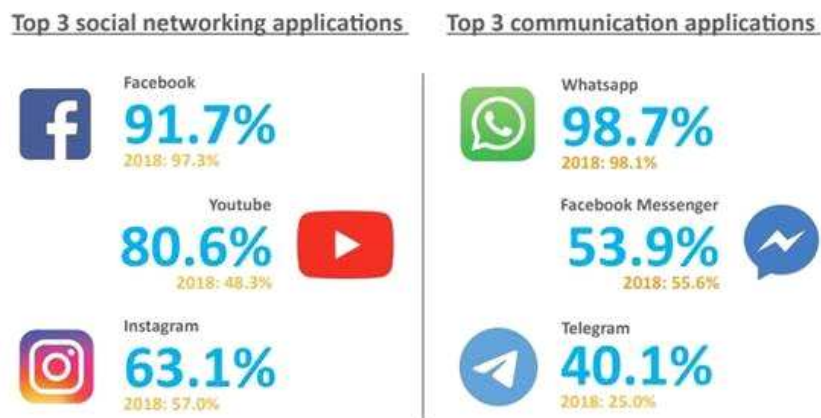 Top 3 social networking applications
Facebook
91.7%
2018: 97.3%
Youtube
80.6%
2018: 48.3%
Instagram
63.1%
2018: 57.0%
Top 3 communication applications
Whatsapp
98.7%
2018: 98.1%
Facebook Messenger
53.9%
2018: 55.6%
Telegram
40.1%
2018: 25.0%